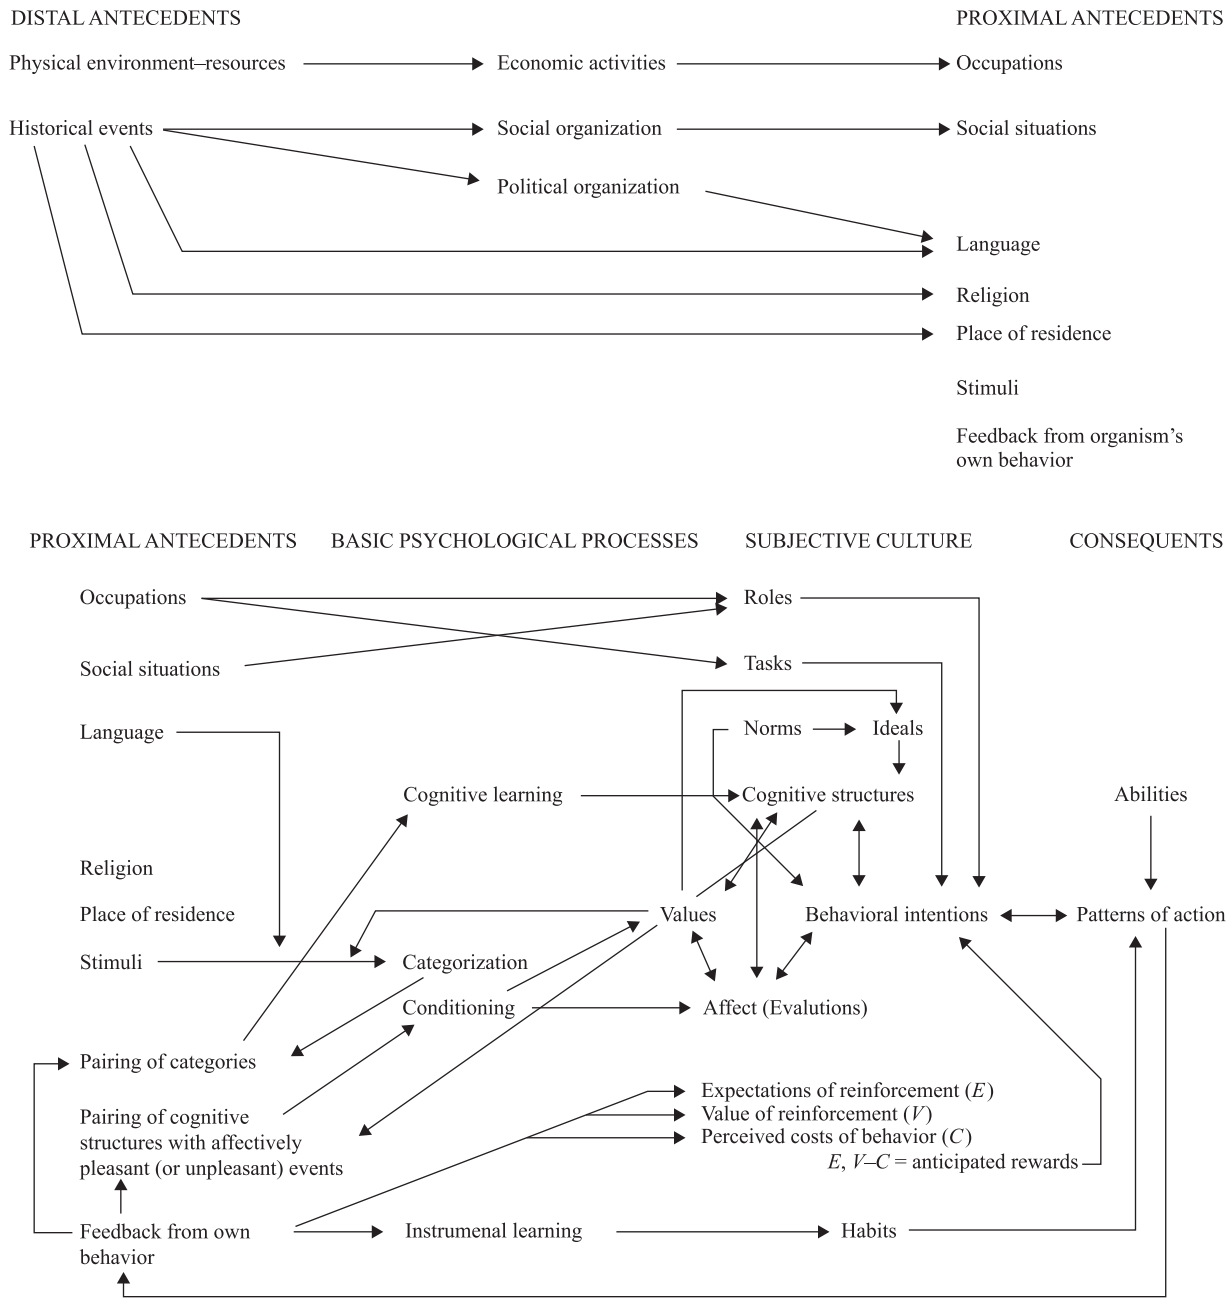 DISTAL ANTECEDENTS PROXIMAL ANTECEDENTS
Physical environment–resources Economic activities Occupations
Historical events Social organization Social situations
Political organization
Language
Religion
Place of residence
Stimuli
Feedback from organism’s
own behavior
PROXIMAL ANTECEDENTS BASIC PSYCHOLOGICAL PROCESSES SUBJECTIVE CULTURE CONSEQUENTS
Occupations Roles
Social situations Tasks
Language Norms Ideals
Cognitive learning Cognitive structures Abilities
Religion
Place of residence Values Behavioral intentions Patterns of action
Stimuli Categorization
Conditioning Affect (Evalutions)
Pairing of categories
Expectations of reinforcement (E)
Pairing of cognitive Value of reinforcement (V)
structures with affectively Perceived costs of behavior (C)
pleasant (or unpleasant) events E, V–C = anticipated rewards
Feedback from own Instrumenal learning Habits
behavior